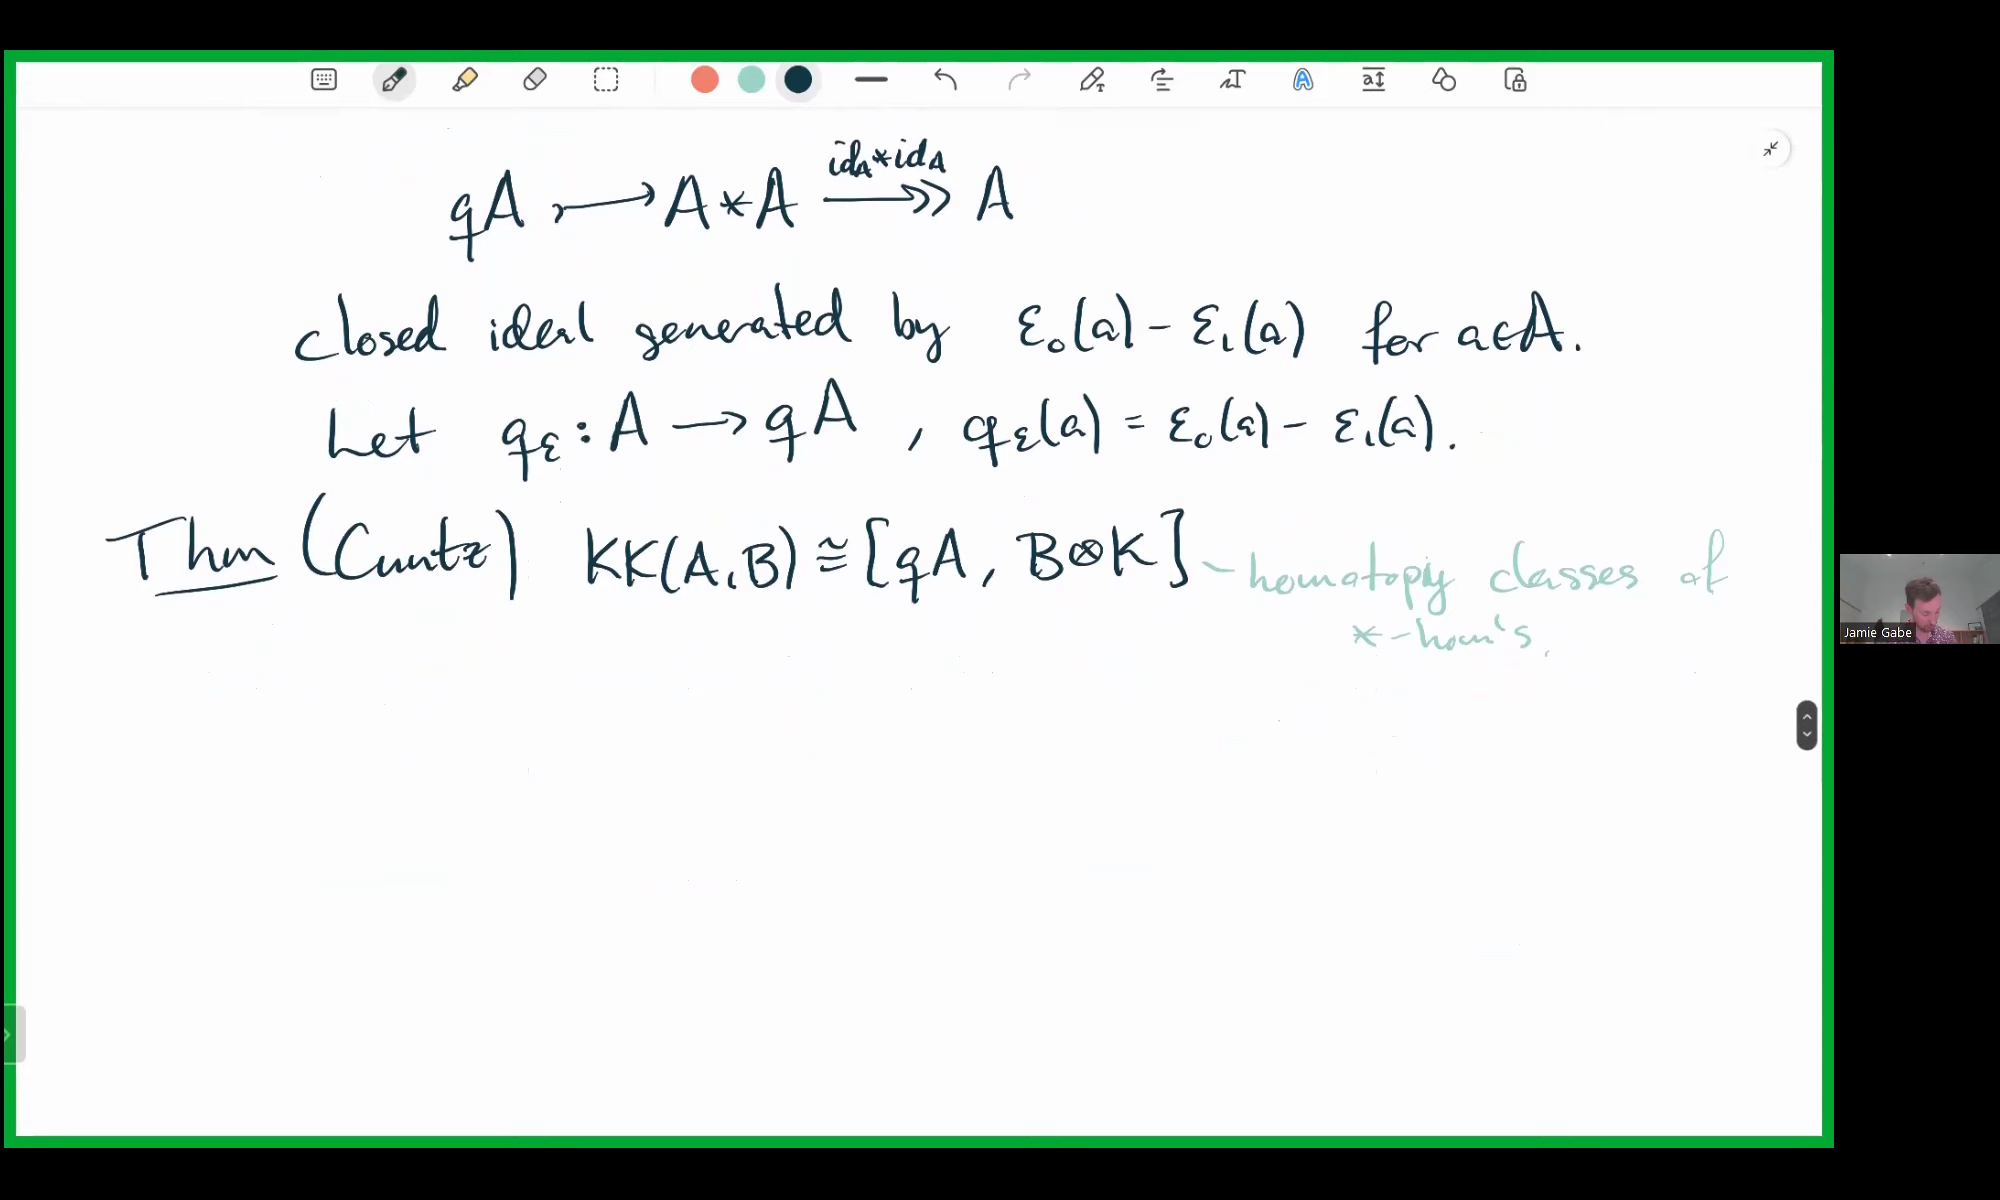 id_A * id_A
qA ↣ A * A ↠ A
closed ideal generated by ε₀(a) - ε₁(a) for a∈A.
Let q_ε : A → qA , q_ε(a) = ε₀(a) - ε₁(a).
Thm (Cuntz) KK(A,B) ≅ [qA, B⊗K] - homotopy classes of
*-hom's.
Jamie Gabe